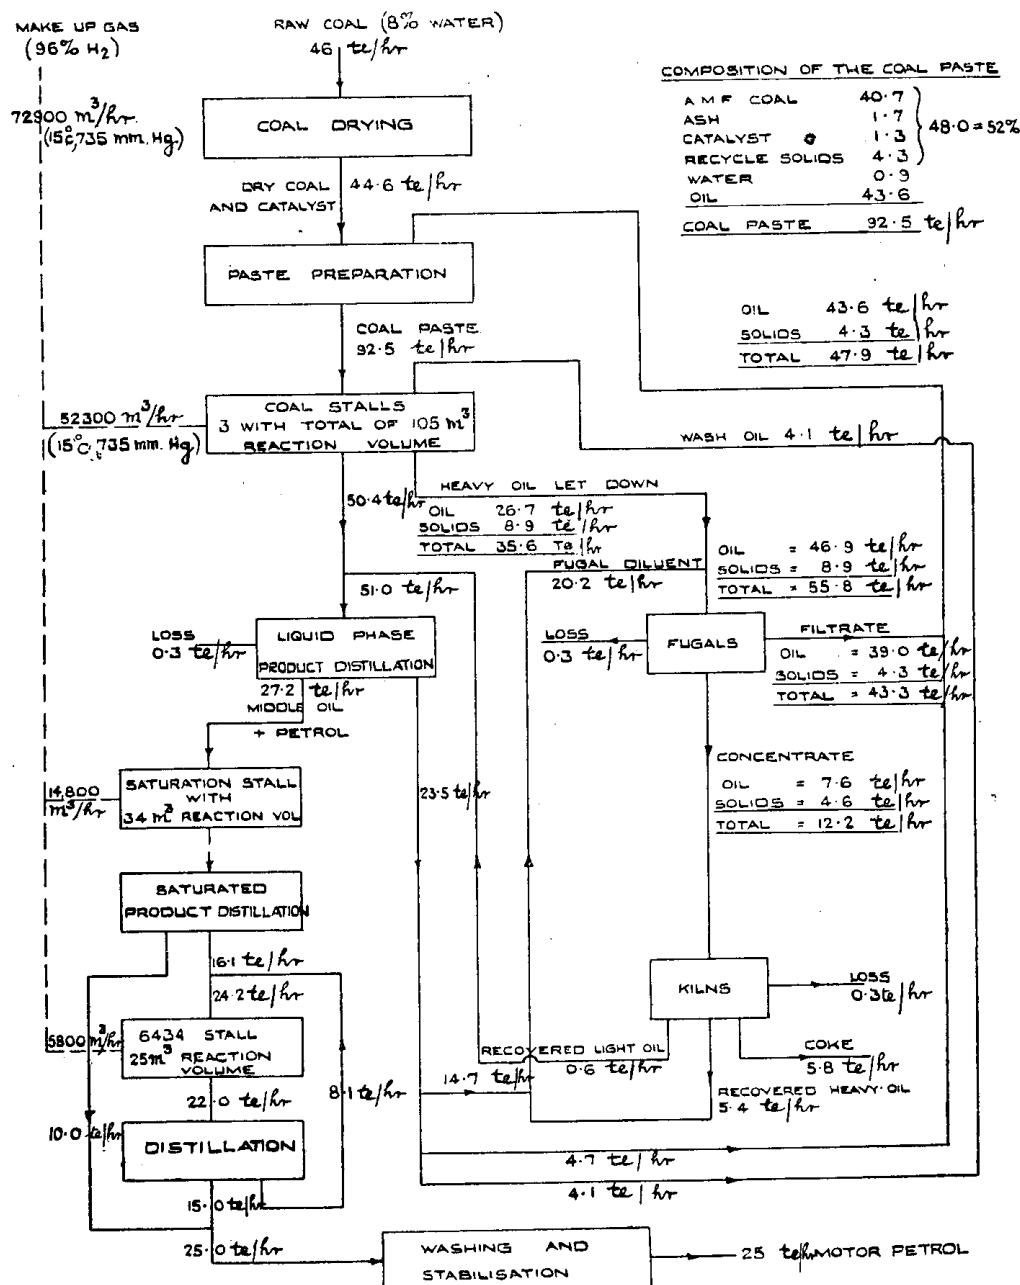 MAKE UP GAS
(96% H2)
RAW COAL (8% WATER)
46 te/hr
72900 m3/hr.
(15°C, 735 mm. Hg)
COAL DRYING
DRY COAL
AND CATALYST
44.6 te/hr
COMPOSITION OF THE COAL PASTE
A M F COAL 40.7
ASH 1.7
CATALYST 1.3
RECYCLE SOLIDS 4.3
48.0 = 52%
WATER 0.9
OIL 43.6
COAL PASTE 92.5 te/hr
PASTE PREPARATION
COAL PASTE
92.5 te/hr
OIL 43.6 te/hr
SOLIDS 4.3 te/hr
TOTAL 47.9 te/hr
52300 m3/hr
(15°C, 735 mm. Hg)
COAL STALLS
3 WITH TOTAL OF 105 m3
REACTION VOLUME
WASH OIL 4.1 te/hr
50.4 te/hr
HEAVY OIL LET DOWN
OIL 26.7 te/hr
SOLIDS 8.9 te/hr
TOTAL 35.6 Te/hr
FUGAL DILUENT
20.2 te/hr
OIL = 46.9 te/hr
SOLIDS = 8.9 te/hr
TOTAL = 55.8 te/hr
51.0 te/hr
LOSS
0.3 te/hr
LIQUID PHASE
PRODUCT DISTILLATION
LOSS
0.3 te/hr
FUGALS
FILTRATE
OIL = 39.0 te/hr
SOLIDS = 4.3 te/hr
TOTAL = 43.3 te/hr
27.2 te/hr
MIDDLE OIL
+ PETROL
CONCENTRATE
OIL = 7.6 te/hr
SOLIDS = 4.6 te/hr
TOTAL = 12.2 te/hr
14,800
m3/hr
SATURATION STALL
WITH
34 m3 REACTION VOL
23.5 te/hr
SATURATED
PRODUCT DISTILLATION
16.1 te/hr
24.2 te/hr
KILNS
LOSS
0.3 te/hr
5800 m3/hr
6434 STALL
25 m3 REACTION
VOLUME
RECOVERED LIGHT OIL
0.6 te/hr
COKE
5.8 te/hr
14.7 te/hr
RECOVERED HEAVY OIL
5.4 te/hr
22.0 te/hr
8.1 te/hr
10.0 te/hr
DISTILLATION
4.7 te/hr
4.1 te/hr
15.0 te/hr
25.0 te/hr
WASHING AND
STABILISATION
25 te/hr MOTOR PETROL